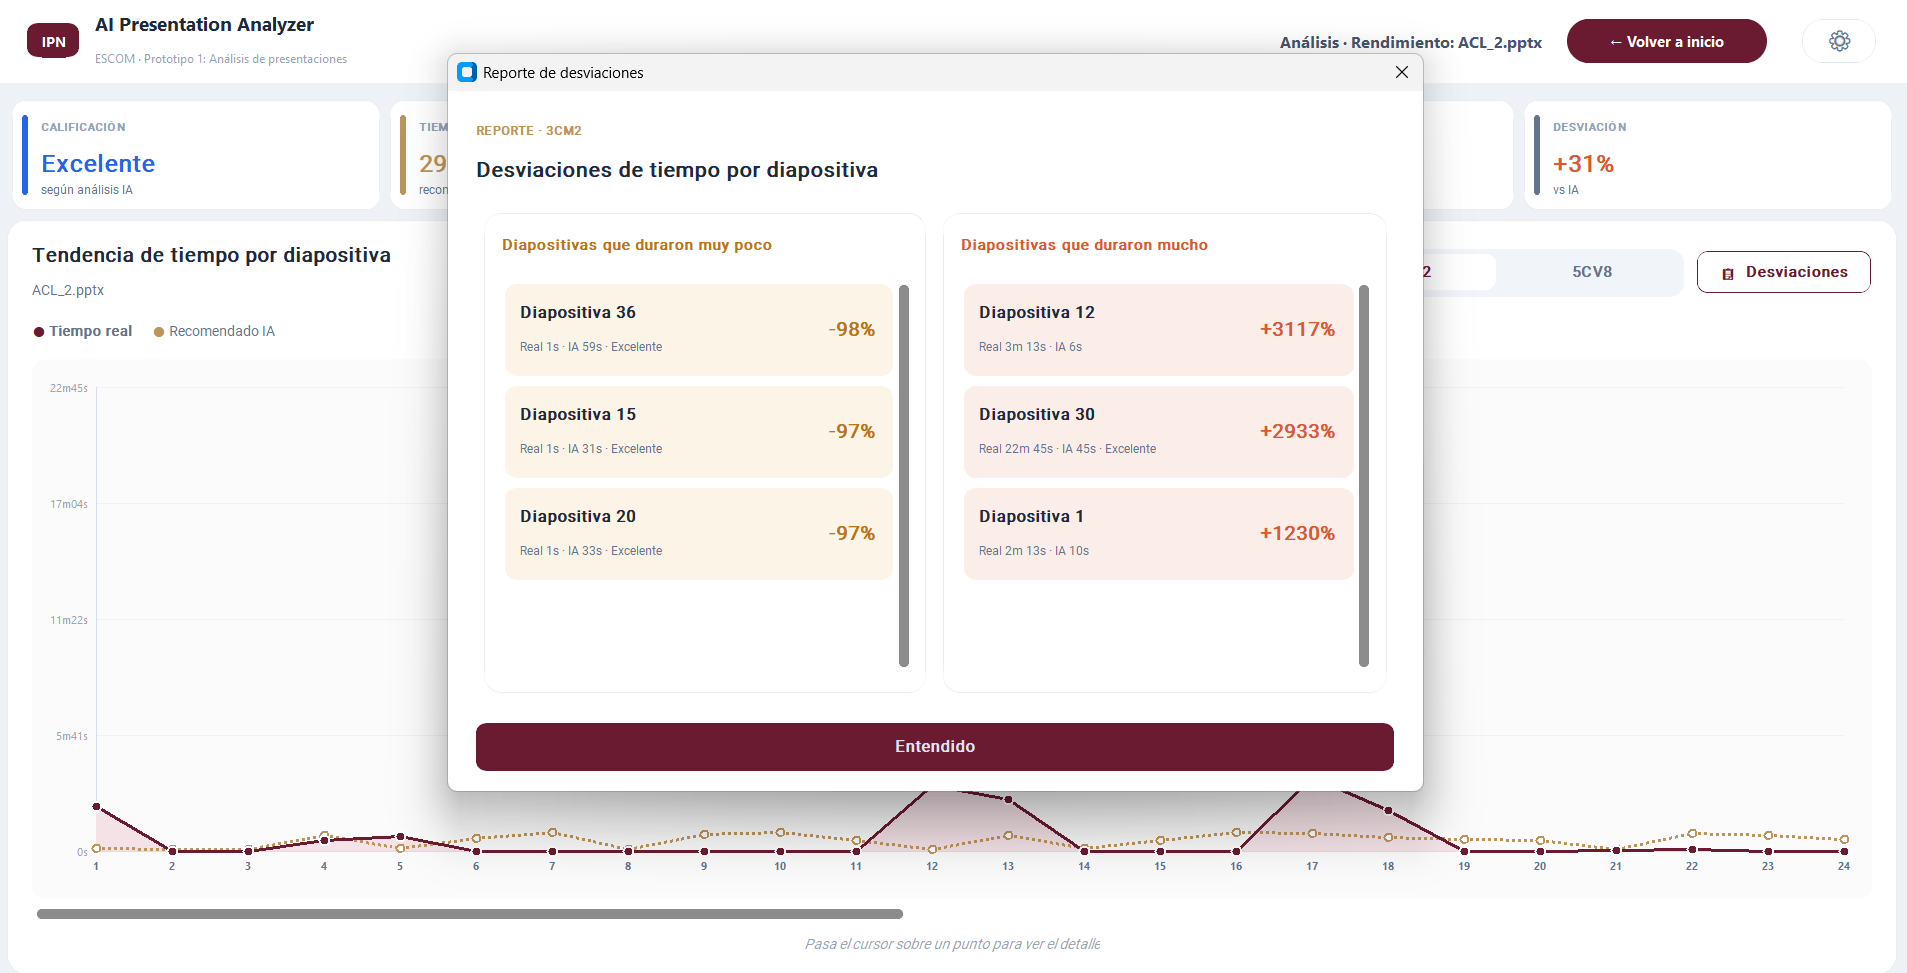 IPN
AI Presentation Analyzer
ESCOM · Prototipo 1: Análisis de presentaciones
Análisis · Rendimiento: ACL_2.pptx
← Volver a inicio
CALIFICACIÓN
Excelente
según análisis IA
TIEM
29
recon
DESVIACIÓN
+31%
vs IA
Tendencia de tiempo por diapositiva
ACL_2.pptx
Tiempo real
Recomendado IA
2
5CV8
Desviaciones
Reporte de desviaciones
REPORTE · 3CM2
Desviaciones de tiempo por diapositiva
Diapositivas que duraron muy poco
Diapositiva 36
Real 1s · IA 59s · Excelente
-98%
Diapositiva 15
Real 1s · IA 31s · Excelente
-97%
Diapositiva 20
Real 1s · IA 33s · Excelente
-97%
Diapositivas que duraron mucho
Diapositiva 12
Real 3m 13s · IA 6s
+3117%
Diapositiva 30
Real 22m 45s · IA 45s · Excelente
+2933%
Diapositiva 1
Real 2m 13s · IA 10s
+1230%
Entendido
22m45s
17m04s
11m22s
5m41s
0s
1 2 3 4 5 6 7 8 9 10 11 12 13 14 15 16 17 18 19 20 21 22 23 24
Pasa el cursor sobre un punto para ver el detalle